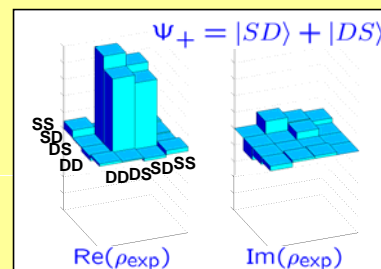 Ψ₊ = |SD⟩ + |DS⟩
SS
SD
DS
DD
DD DS SD SS
Re(ρexp) Im(ρexp)